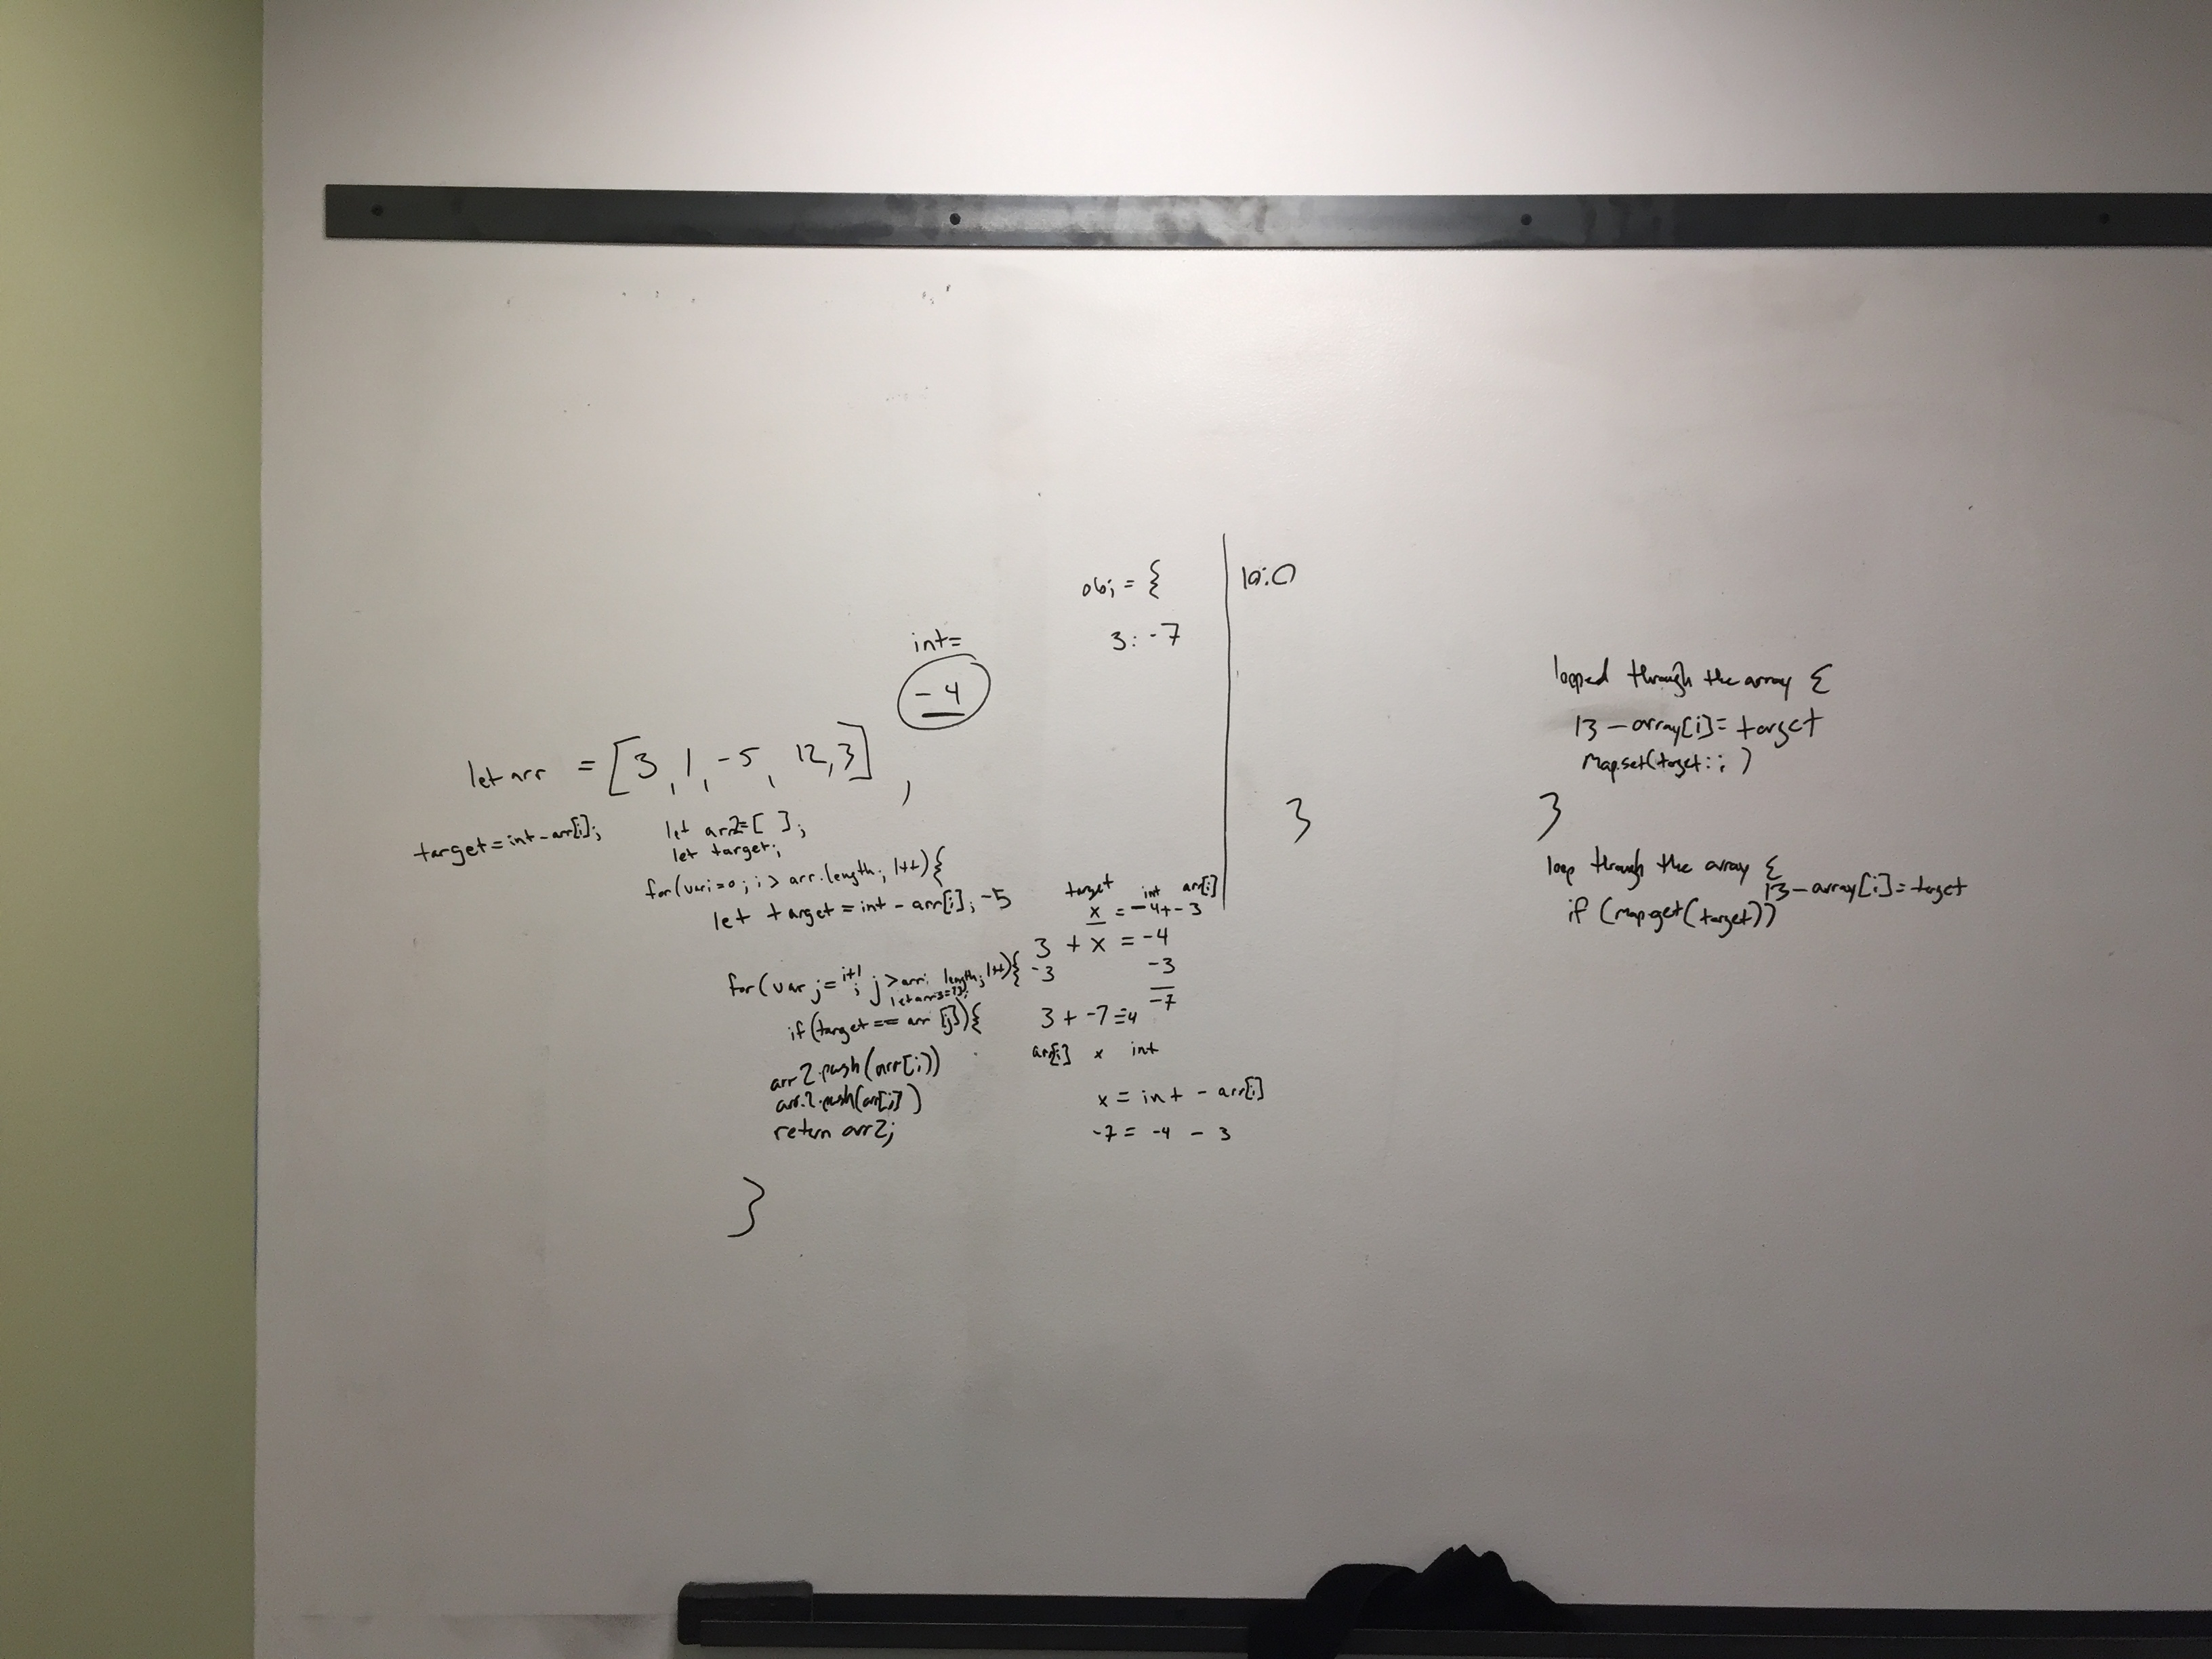 obj = {
3: -7
10:0
}
int=
-4
let arr = [3, 1, -5, 12, 3],
target = int - arr[i];
let arr2 = [ ];
let target;
for(var i=0; i > arr.length; i++){
let target = int - arr[i]; -5
for(var j= i+1; j > arr. length; i++){
if(target == arr [j]){
arr2.push(arr[i])
arr2.push(arr[j])
return arr2;
}
target int arr[i]
x = -4 + - 3
3 + x = -4
-3 -3
-7
3 + -7 = -4
arr[i] x int
x = int - arr[i]
-7 = -4 - 3
looped through the array {
13 - array[i] = target
Map.set(target: i )
}
loop through the array {
13 - array[i] = target
if (map.get(target))